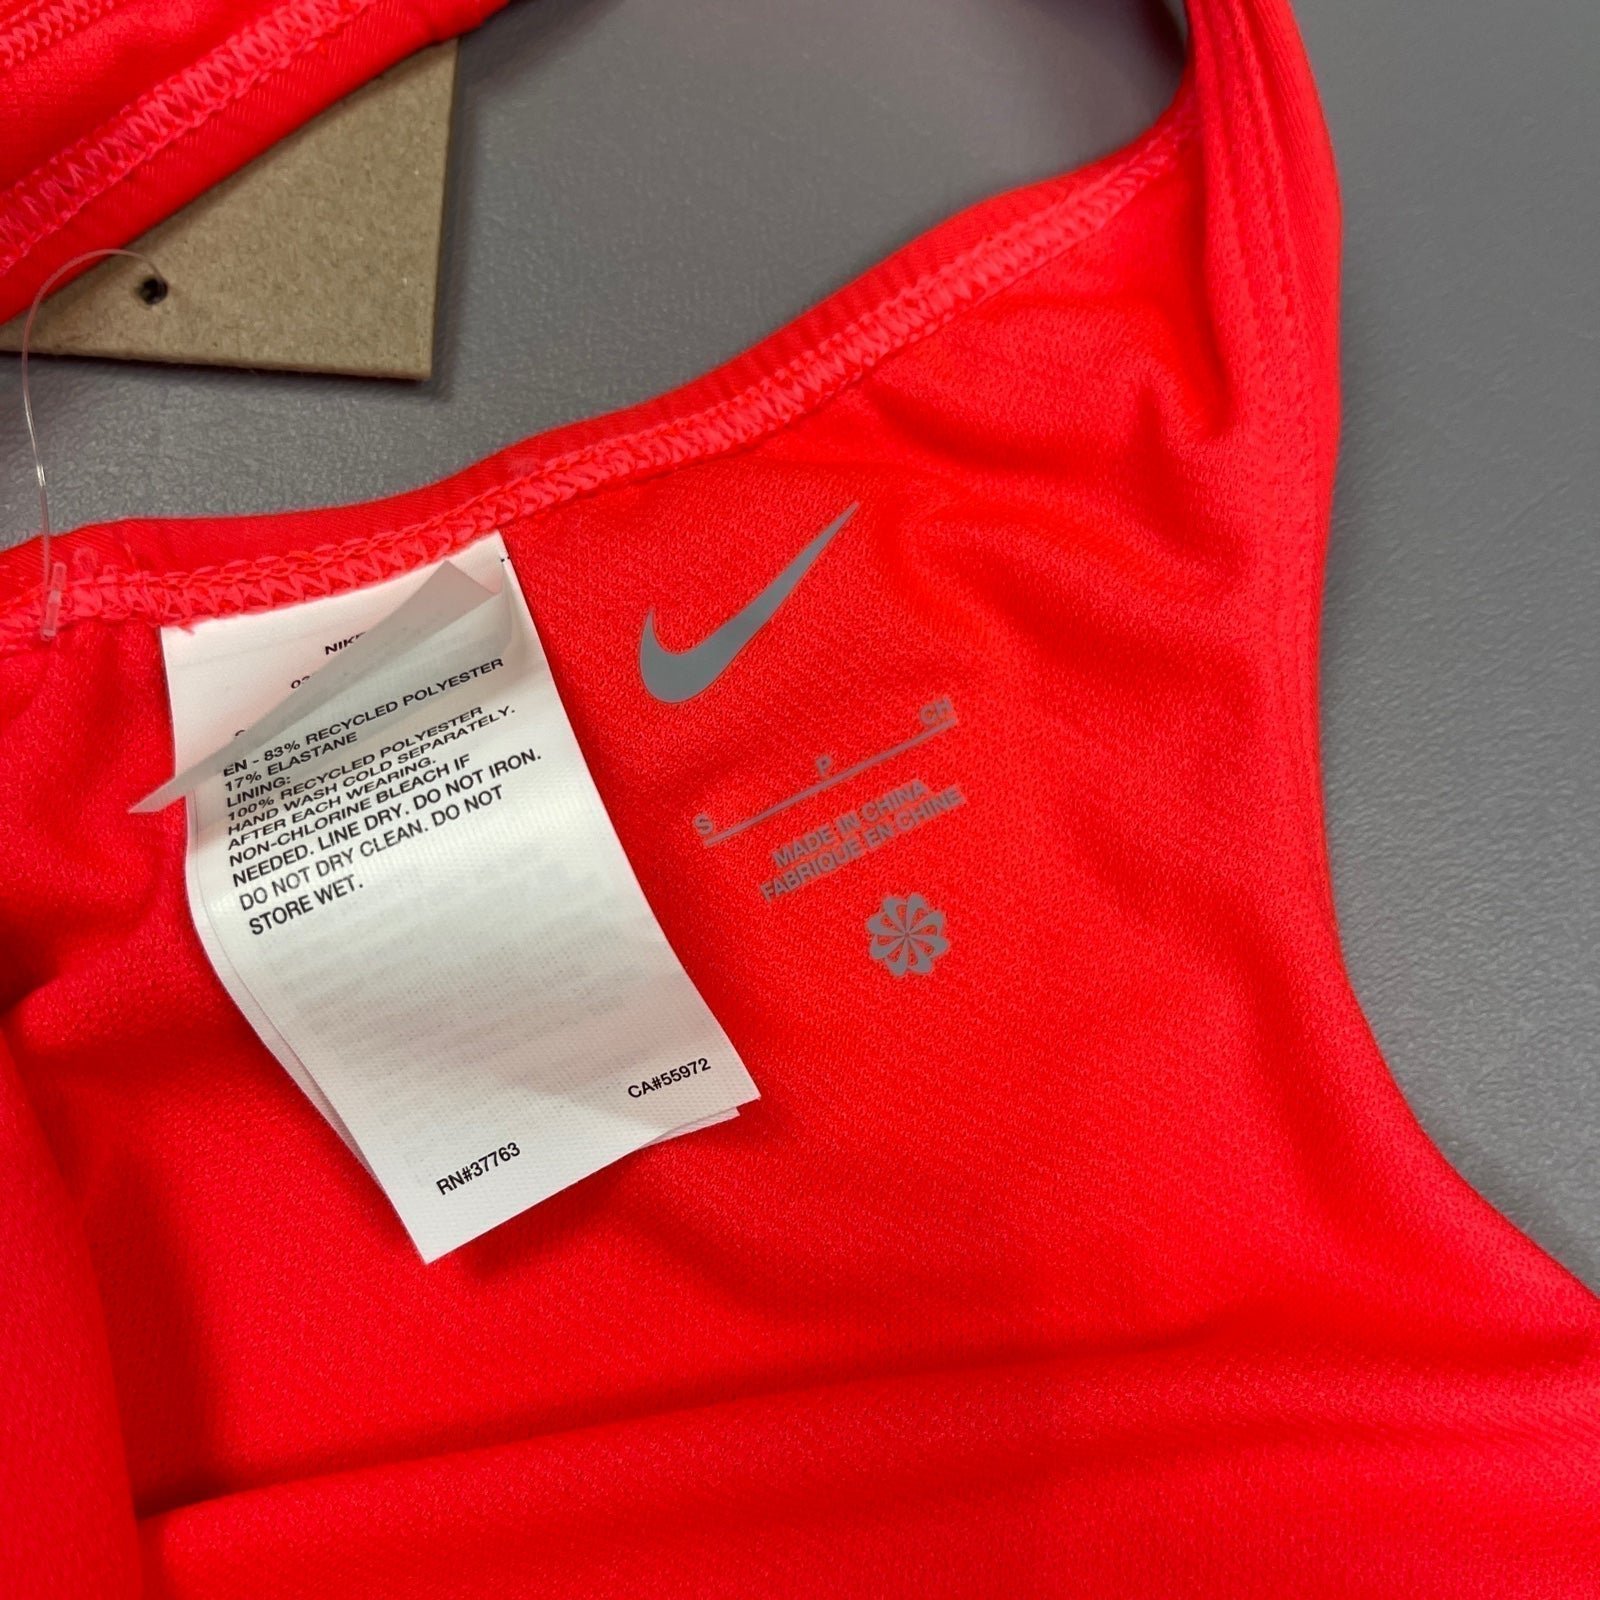 EN - 83% RECYCLED POLYESTER
17% ELASTANE
LINING:
100% RECYCLED POLYESTER
HAND WASH COLD SEPARATELY.
AFTER EACH WEARING.
NON-CHLORINE BLEACH IF
NEEDED. LINE DRY. DO NOT IRON.
DO NOT DRY CLEAN. DO NOT
STORE WET.
CA#55972
RN#37763
S P CH
MADE IN CHINA
FABRIQUE EN CHINE